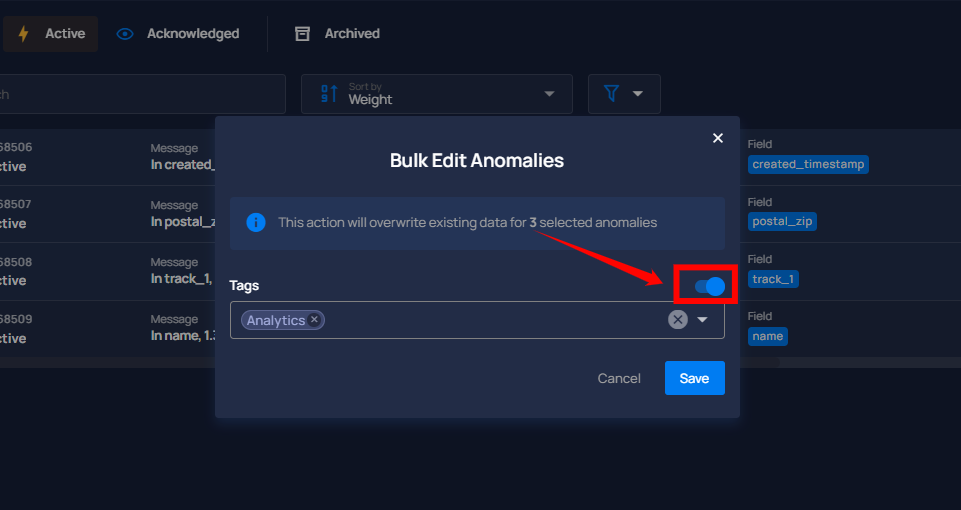 Active
Acknowledged
Archived
Sort by
Weight
Bulk Edit Anomalies
This action will overwrite existing data for 3 selected anomalies
Tags
Analytics
Cancel
Save
68506
ctive
Message
In created_
Field
created_timestamp
68507
ctive
Message
In postal_z
Field
postal_zip
68508
ctive
Message
In track_1,
Field
track_1
68509
ctive
Message
In name, 1.3
Field
name